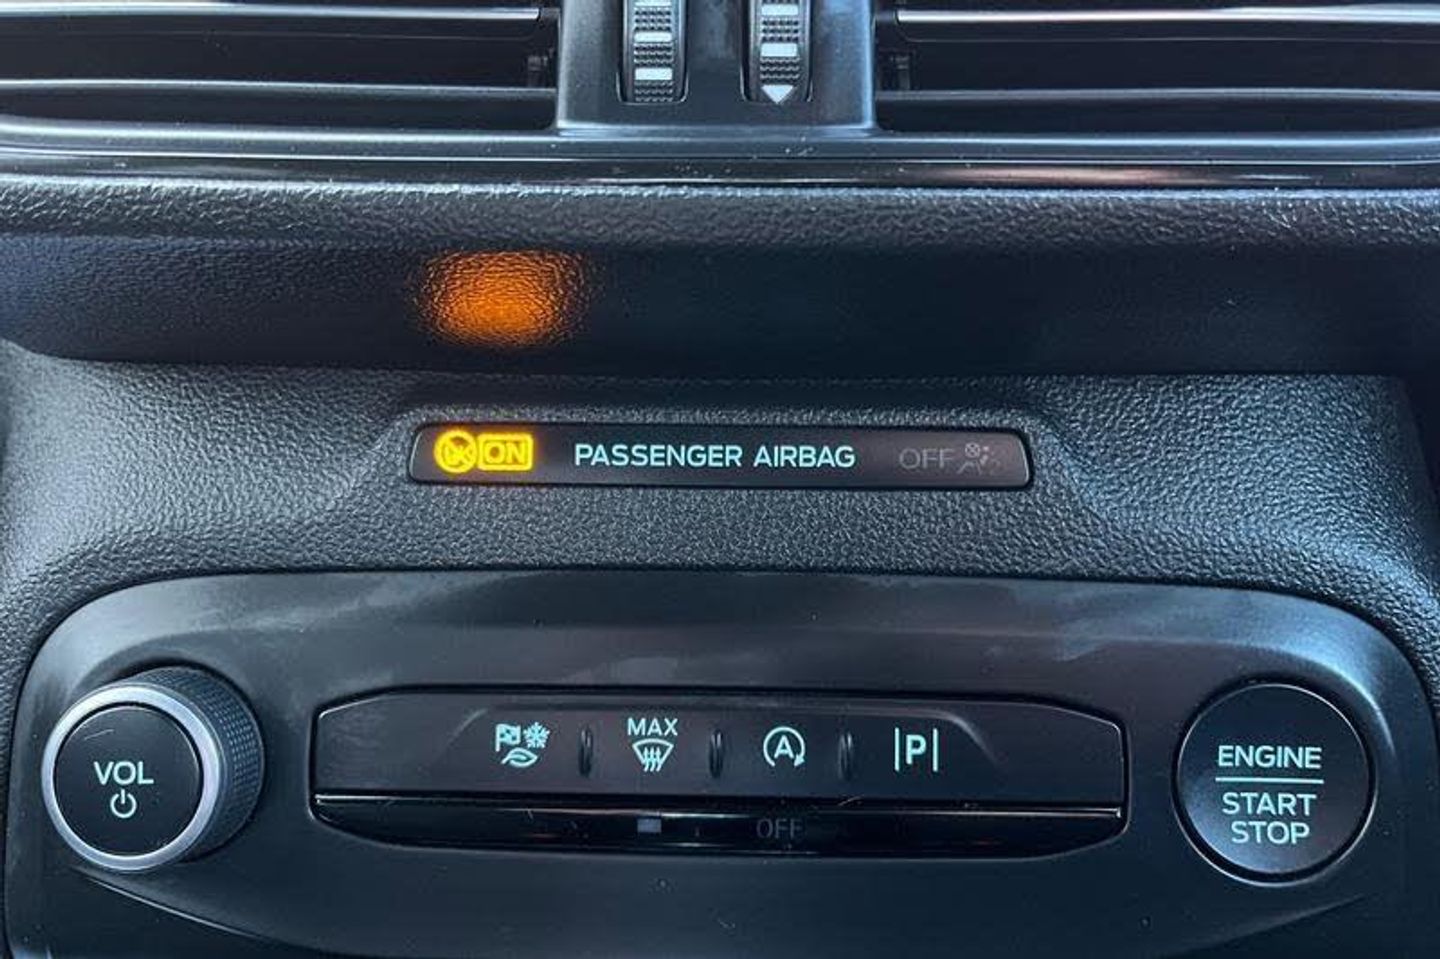 ON PASSENGER AIRBAG OFF
MAX
A
P
VOL
OFF
ENGINE
START
STOP